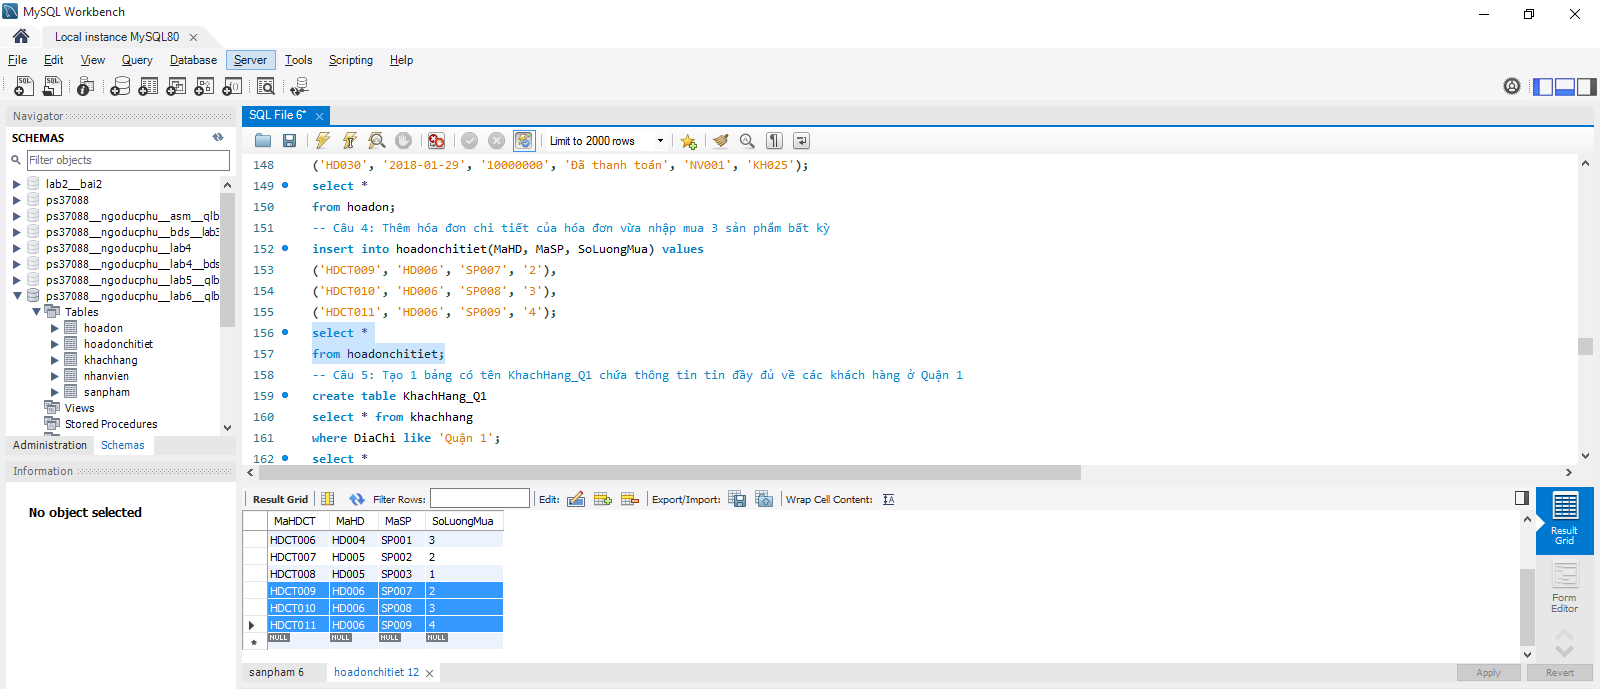 MySQL Workbench
Local instance MySQL80
File Edit View Query Database Server Tools Scripting Help
Navigator
SCHEMAS
Filter objects
lab2__bai2
ps37088
ps37088__ngoducphu__asm__qlb
ps37088__ngoducphu__bds__lab3
ps37088__ngoducphu__lab4
ps37088__ngoducphu__lab4__bds
ps37088__ngoducphu__lab5__qlb
ps37088__ngoducphu__lab6__qlb
Tables
hoadon
hoadonchitiet
khachhang
nhanvien
sanpham
Views
Stored Procedures
Administration Schemas
Information
No object selected
SQL File 6*
Limit to 2000 rows
148 ('HD030', '2018-01-29', '10000000', 'Đã thanh toán', 'NV001', 'KH025');
149 select *
150 from hoadon;
151 -- Câu 4: Thêm hóa đơn chi tiết của hóa đơn vừa nhập mua 3 sản phẩm bất kỳ
152 insert into hoadonchitiet(MaHD, MaSP, SoLuongMua) values
153 ('HDCT009', 'HD006', 'SP007', '2'),
154 ('HDCT010', 'HD006', 'SP008', '3'),
155 ('HDCT011', 'HD006', 'SP009', '4');
156 select *
157 from hoadonchitiet;
158 -- Câu 5: Tạo 1 bảng có tên KhachHang_Q1 chứa thông tin tin đầy đủ về các khách hàng ở Quận 1
159 create table KhachHang_Q1
160 select * from khachhang
161 where DiaChi like 'Quận 1';
162 select *
Result Grid Filter Rows: Edit: Export/Import: Wrap Cell Content:
MaHDCT MaHD MaSP SoLuongMua
HDCT006 HD004 SP001 3
HDCT007 HD005 SP002 2
HDCT008 HD005 SP003 1
HDCT009 HD006 SP007 2
HDCT010 HD006 SP008 3
HDCT011 HD006 SP009 4
NULL NULL NULL NULL
Result
Grid
Form
Editor
sanpham 6 hoadonchitiet 12
Apply Revert